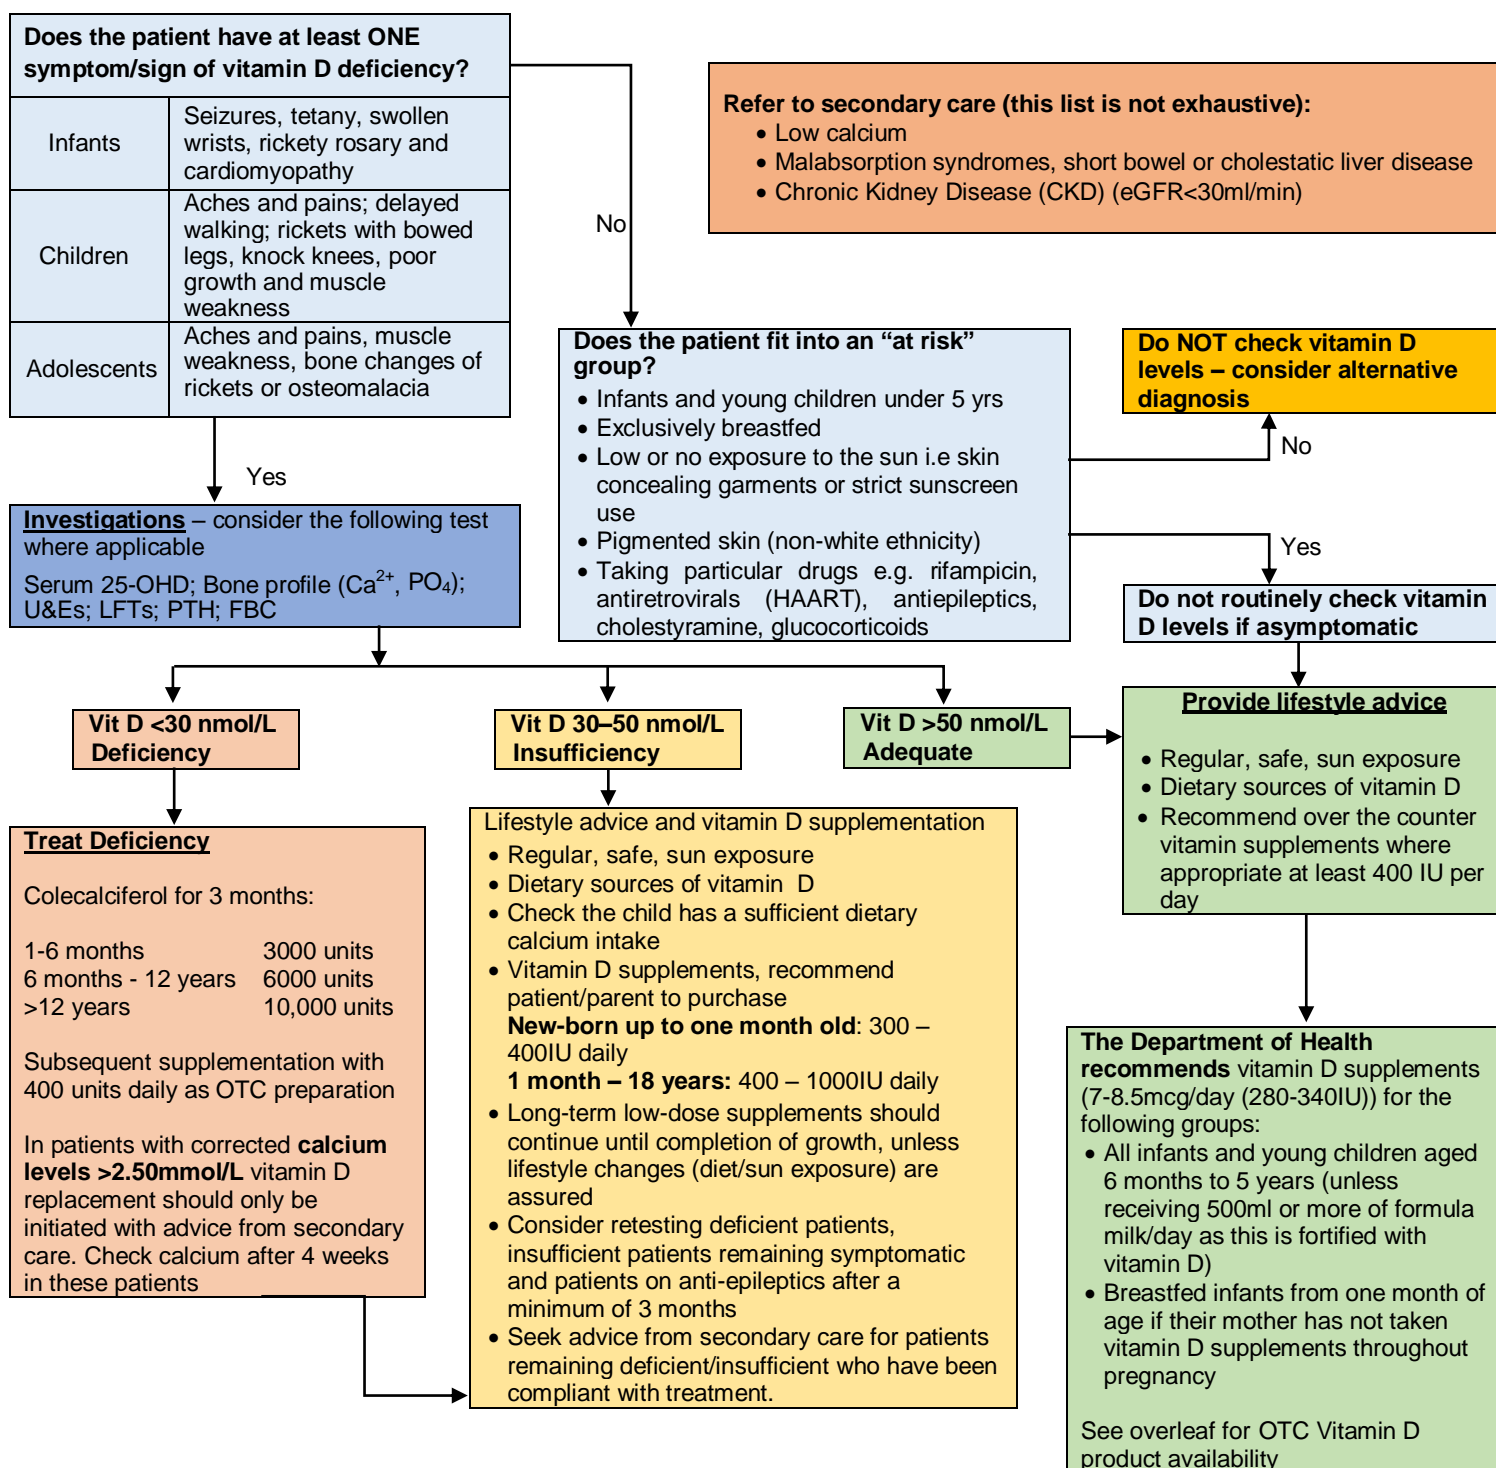 Does the patient have at least ONE
symptom/sign of vitamin D deficiency?
Infants
Seizures, tetany, swollen
wrists, rickety rosary and
cardiomyopathy
Children
Aches and pains; delayed
walking; rickets with bowed
legs, knock knees, poor
growth and muscle
weakness
Adolescents
Aches and pains, muscle
weakness, bone changes of
rickets or osteomalacia
No
Refer to secondary care (this list is not exhaustive):
• Low calcium
• Malabsorption syndromes, short bowel or cholestatic liver disease
• Chronic Kidney Disease (CKD) (eGFR<30ml/min)
Does the patient fit into an “at risk”
group?
• Infants and young children under 5 yrs
• Exclusively breastfed
• Low or no exposure to the sun i.e skin
concealing garments or strict sunscreen
use
• Pigmented skin (non-white ethnicity)
• Taking particular drugs e.g. rifampicin,
antiretrovirals (HAART), antiepileptics,
cholestyramine, glucocorticoids
Do NOT check vitamin D
levels – consider alternative
diagnosis
No
Yes
Do not routinely check vitamin
D levels if asymptomatic
Yes
Investigations – consider the following test
where applicable
Serum 25-OHD; Bone profile (Ca²⁺, PO₄);
U&Es; LFTs; PTH; FBC
Vit D <30 nmol/L
Deficiency
Vit D 30–50 nmol/L
Insufficiency
Vit D >50 nmol/L
Adequate
Provide lifestyle advice
• Regular, safe, sun exposure
• Dietary sources of vitamin D
• Recommend over the counter
vitamin supplements where
appropriate at least 400 IU per
day
Treat Deficiency
Colecalciferol for 3 months:
1-6 months 3000 units
6 months - 12 years 6000 units
>12 years 10,000 units
Subsequent supplementation with
400 units daily as OTC preparation
In patients with corrected calcium
levels >2.50mmol/L vitamin D
replacement should only be
initiated with advice from secondary
care. Check calcium after 4 weeks
in these patients
Lifestyle advice and vitamin D supplementation
• Regular, safe, sun exposure
• Dietary sources of vitamin D
• Check the child has a sufficient dietary
calcium intake
• Vitamin D supplements, recommend
patient/parent to purchase
New-born up to one month old: 300 –
400IU daily
1 month – 18 years: 400 – 1000IU daily
• Long-term low-dose supplements should
continue until completion of growth, unless
lifestyle changes (diet/sun exposure) are
assured
• Consider retesting deficient patients,
insufficient patients remaining symptomatic
and patients on anti-epileptics after a
minimum of 3 months
• Seek advice from secondary care for patients
remaining deficient/insufficient who have been
compliant with treatment.
The Department of Health
recommends vitamin D supplements
(7-8.5mcg/day (280-340IU)) for the
following groups:
• All infants and young children aged
6 months to 5 years (unless
receiving 500ml or more of formula
milk/day as this is fortified with
vitamin D)
• Breastfed infants from one month of
age if their mother has not taken
vitamin D supplements throughout
pregnancy
See overleaf for OTC Vitamin D
product availability